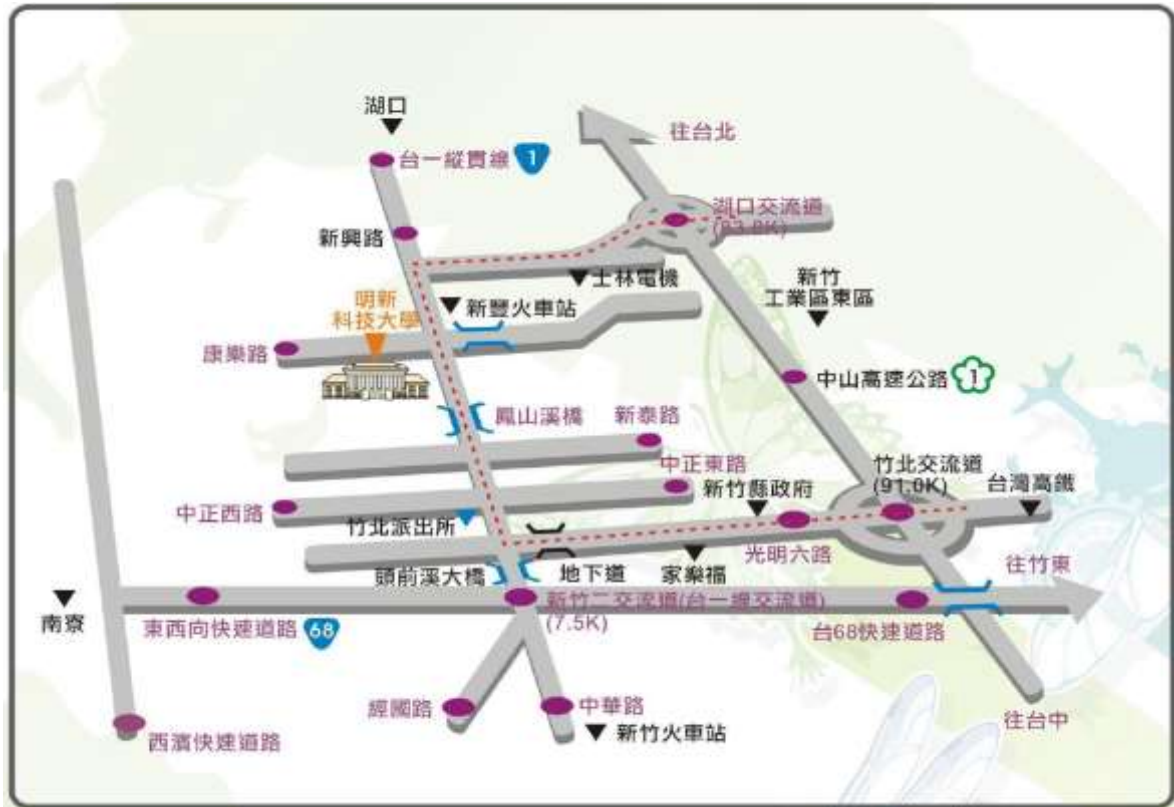 湖口
台一縱貫線 1
往台北
湖口交流道
(83.8K)
新興路
士林電機
新竹
工業區東區
明新
科技大學
新豐火車站
康樂路
中山高速公路 1
鳳山溪橋
新泰路
中正東路
竹北交流道
(91.0K)
新竹縣政府
台灣高鐵
中正西路
竹北派出所
光明六路
頭前溪大橋
地下道
家樂福
往竹東
南寮
新竹二交流道(台一線交流道)
(7.5K)
東西向快速道路 68
台68快速道路
經國路
中華路
往台中
西濱快速道路
新竹火車站